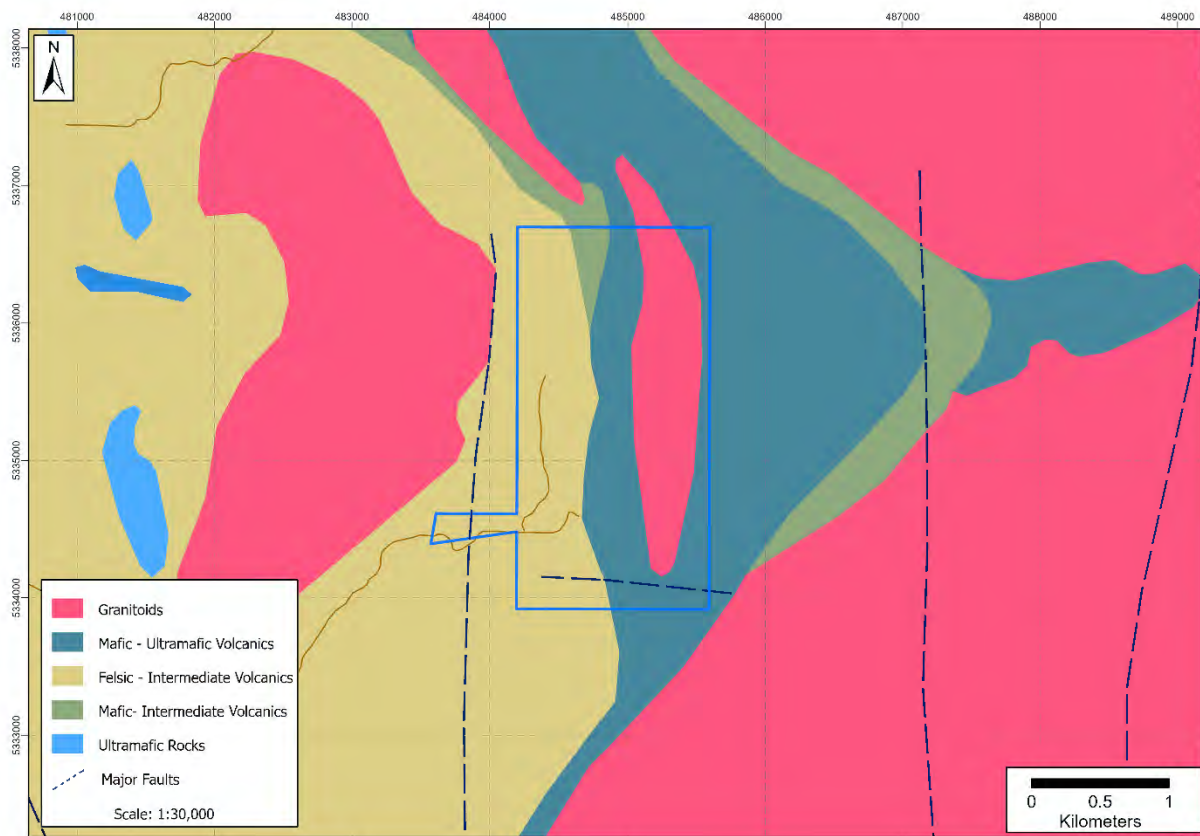 481000 482000 483000 484000 485000 486000 487000 488000 489000
N
5338000
5337000
5336000
5335000
5334000
5333000
Granitoids
Mafic - Ultramafic Volcanics
Felsic - Intermediate Volcanics
Mafic- Intermediate Volcanics
Ultramafic Rocks
Major Faults
Scale: 1:30,000
0 0.5 1
Kilometers